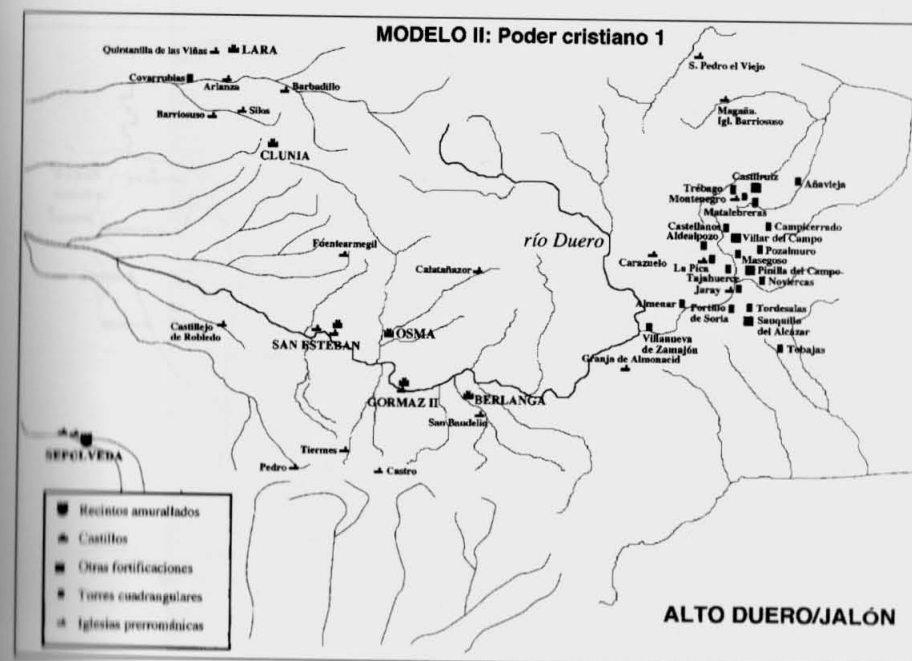 MODELO II: Poder cristiano 1
Quintanilla de las Viñas
LARA
S. Pedro el Viejo
Covarrubias
Arianza
Barbadillo
Barriosuso
Silos
Magaña.
Igl. Barriosuso
CLUNIA
Castilruiz
Añavieja
Trébago
Montenegro
Matalebreras
Castellanos
Campicerrado
Aldealpozo
Villar del Campo
río Duero
Fuentearmegil
Pozalmuro
Carazuelo
Masegoso
La Pica
Calatañazor
Tajahuerce
Pinilla del Campo
Noviercas
Jaray
Almenar
Portillo
de Soria
Tordesalas
Castillejo
de Robledo
Sauquillo
del Alcázar
SAN ESTEBAN
OSMA
Villanueva
de Zamajón
Tobajas
Granja de Almonacid
GORMAZ II
BERLANGA
San Baudelio
SEPULVEDA
Tiermes
Pedro
Castro
Recintos amurallados
Castillos
Otras fortificaciones
Torres cuadrangulares
Iglesias prerrománicas
ALTO DUERO/JALÓN